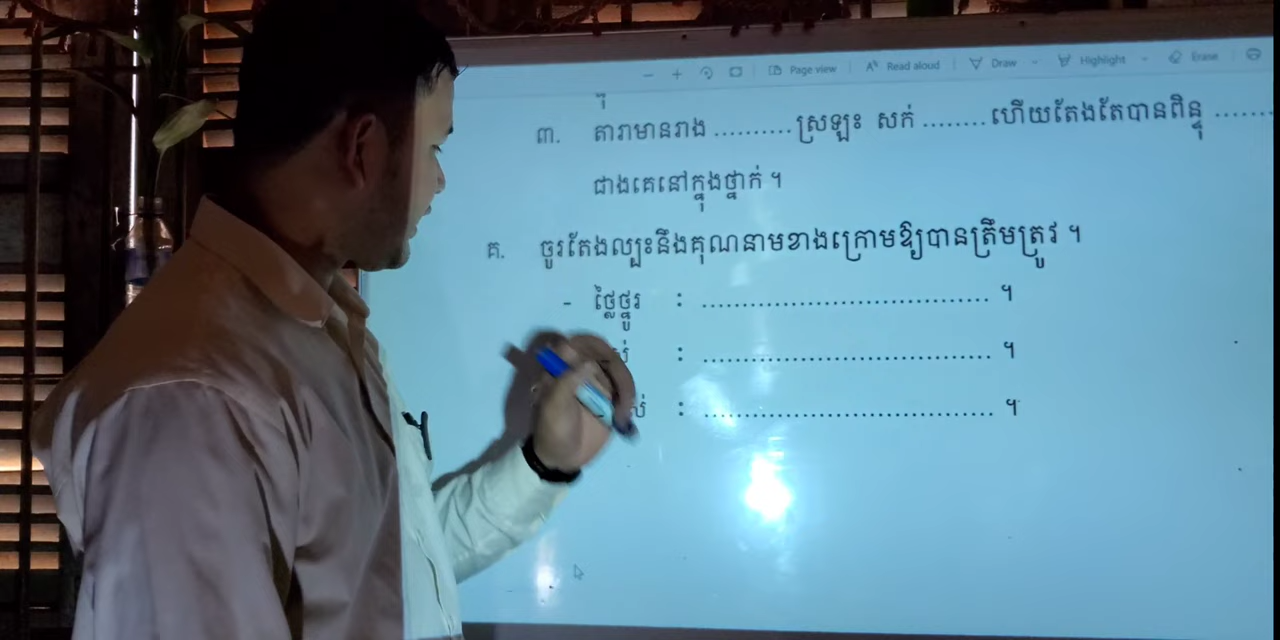 Page view Read aloud Draw Highlight Erase
៣. តារាមានរាង .......... ស្រឡះ សក់ ........ ហើយតែងតែបានពិន្ទុ .......
ជាងគេនៅក្នុងថ្នាក់ ។
គ. ចូរតែងល្បះនឹងគុណនាមខាងក្រោមឱ្យបានត្រឹមត្រូវ ។
- ថ្លៃថ្នូរ : .................................. ។
: .................................. ។
: .................................. ។